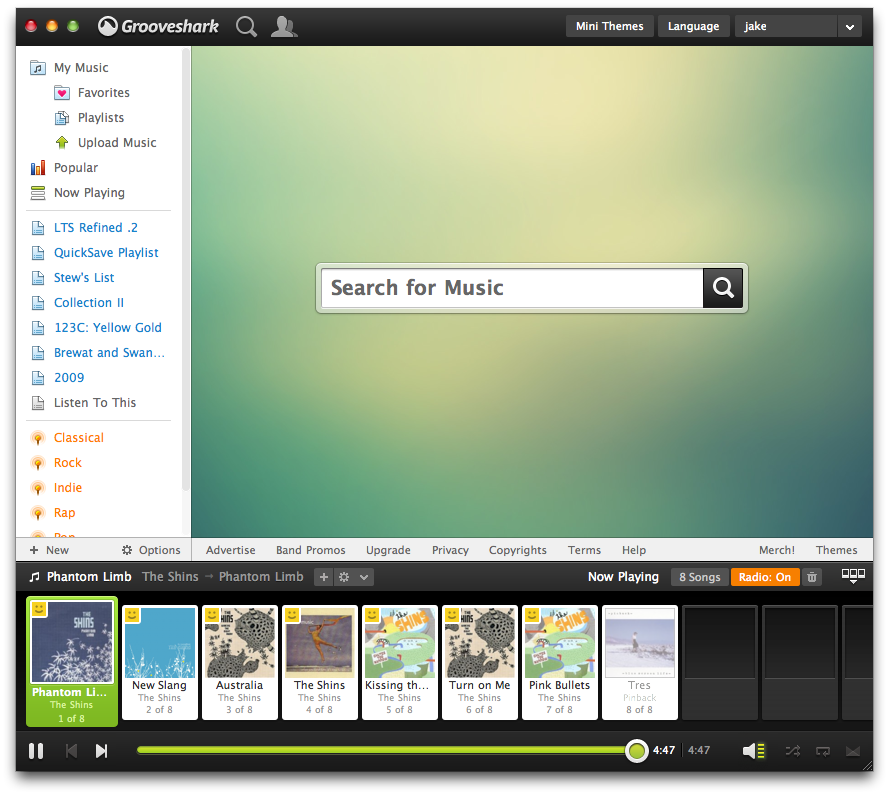 Grooveshark
Mini Themes
Language
jake
My Music
Favorites
Playlists
Upload Music
Popular
Now Playing
LTS Refined .2
QuickSave Playlist
Stew's List
Collection II
123C: Yellow Gold
Brewat and Swan...
2009
Listen To This
Classical
Rock
Indie
Rap
Pop
Search for Music
New
Options
Advertise
Band Promos
Upgrade
Privacy
Copyrights
Terms
Help
Merch!
Themes
Phantom Limb The Shins → Phantom Limb
Now Playing
8 Songs
Radio: On
THE
SHINS
Phantom Li...
The Shins
1 of 8
New Slang
The Shins
2 of 8
Australia
The Shins
3 of 8
The Shins
The Shins
4 of 8
SHINS
Kissing th...
The Shins
5 of 8
Turn on Me
The Shins
6 of 8
SHINS
Pink Bullets
The Shins
7 of 8
Tres
Pinback
8 of 8
4:47
4:47